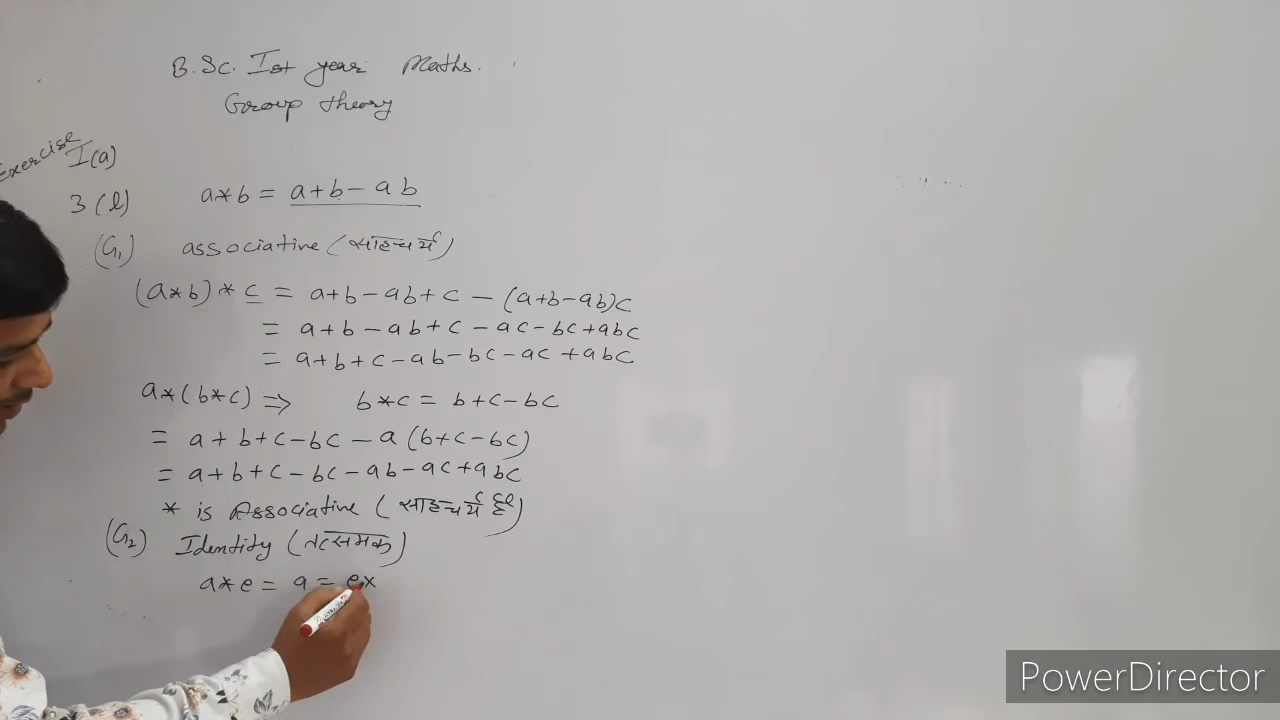 B.Sc. Ist year Maths.
Group theory
Exercise
I(a)
3(l) a*b = a+b-ab
(G₁) associative (साहचर्य)
(a*b)*c = a+b-ab+c-(a+b-ab)c
= a+b-ab+c-ac-bc+abc
= a+b+c-ab-bc-ac+abc
a*(b*c) ⇒ b*c = b+c-bc
= a+b+c-bc-a(b+c-bc)
= a+b+c-bc-ab-ac+abc
* is Associative (साहचर्य है)
(G₂) Identity (तत्समक)
a*e = a = e*
PowerDirector